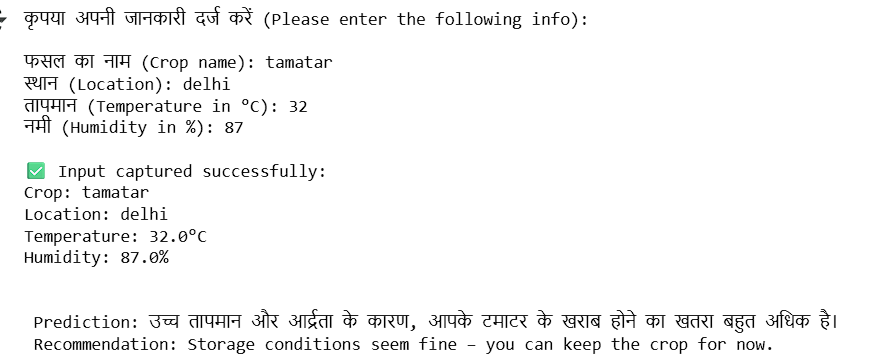 कृपया अपनी जानकारी दर्ज करें (Please enter the following info):
फसल का नाम (Crop name): tamatar
स्थान (Location): delhi
तापमान (Temperature in °C): 32
नमी (Humidity in %): 87
✅ Input captured successfully:
Crop: tamatar
Location: delhi
Temperature: 32.0°C
Humidity: 87.0%
Prediction: उच्च तापमान और आर्द्रता के कारण, आपके टमाटर के खराब होने का खतरा बहुत अधिक है।
Recommendation: Storage conditions seem fine – you can keep the crop for now.